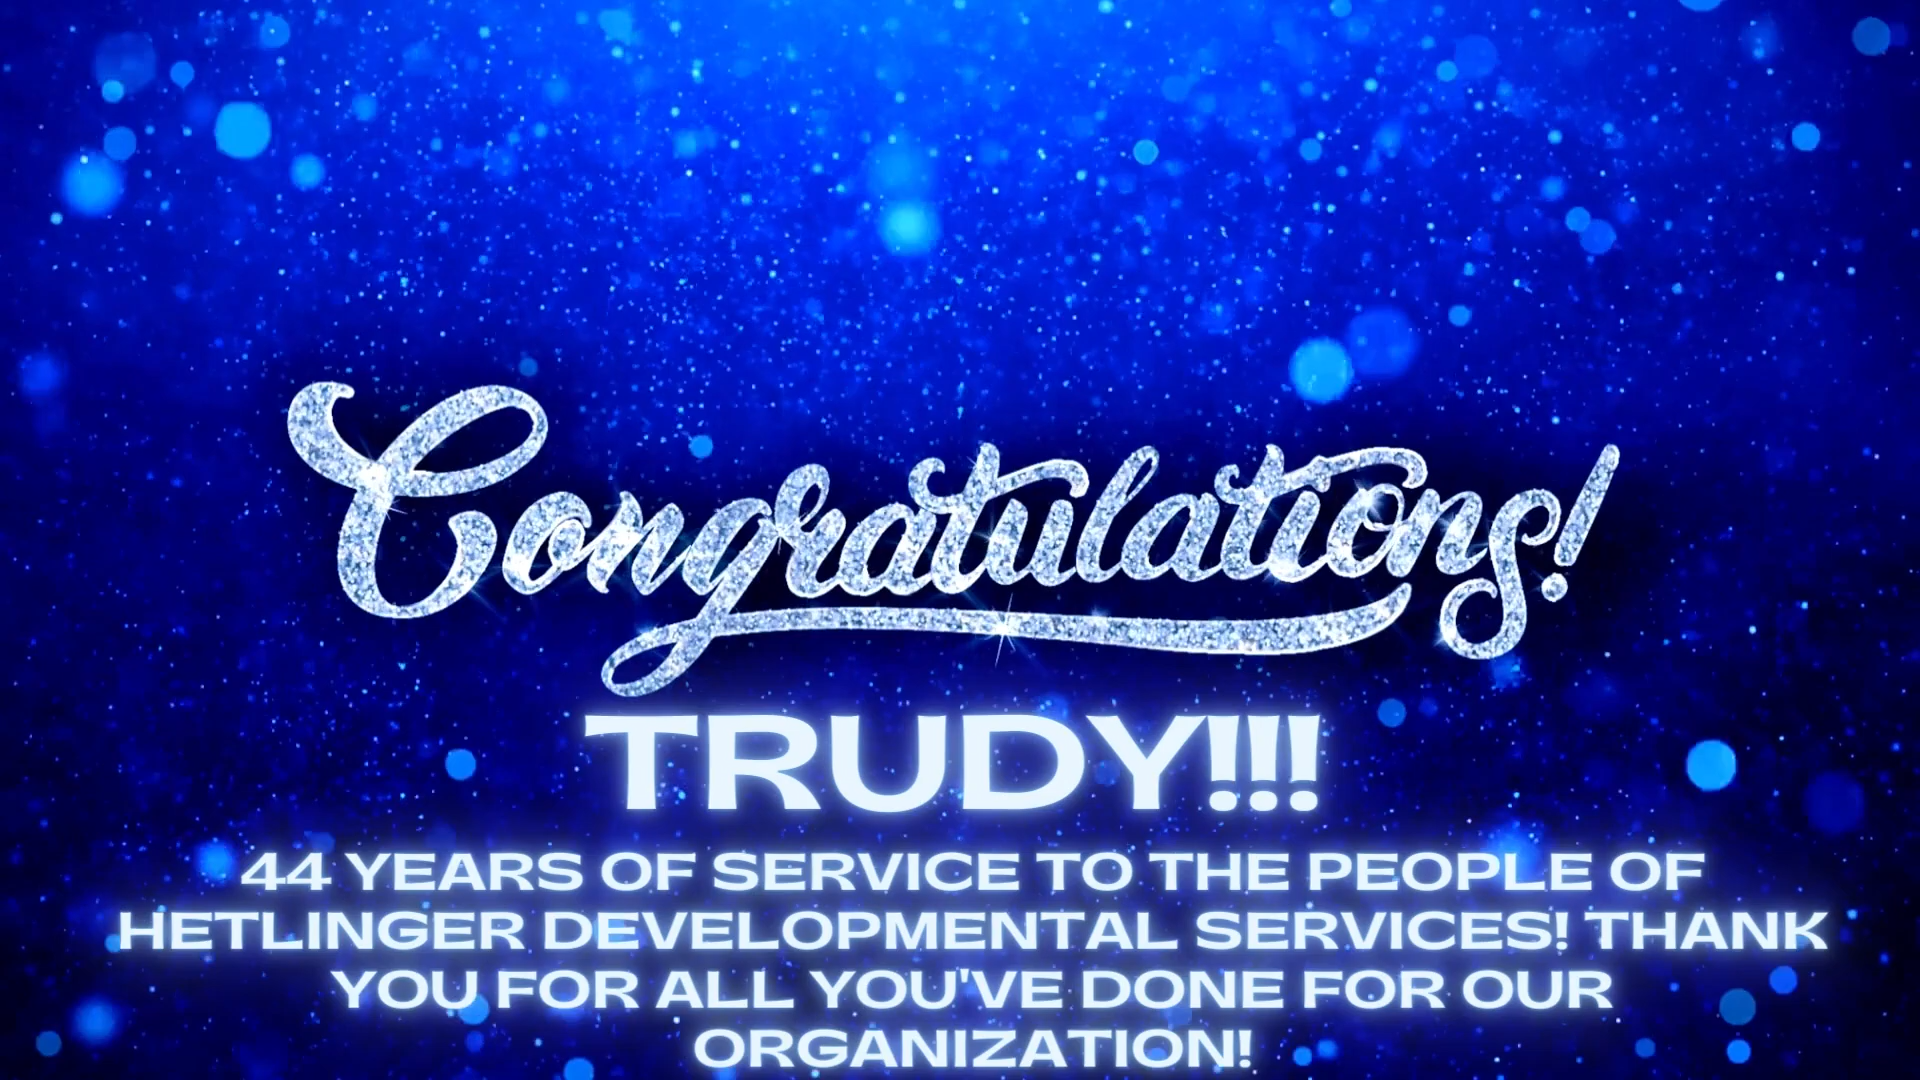 Congratulations!
TRUDY!!!
44 YEARS OF SERVICE TO THE PEOPLE OF
HETLINGER DEVELOPMENTAL SERVICES! THANK
YOU FOR ALL YOU'VE DONE FOR OUR
ORGANIZATION!